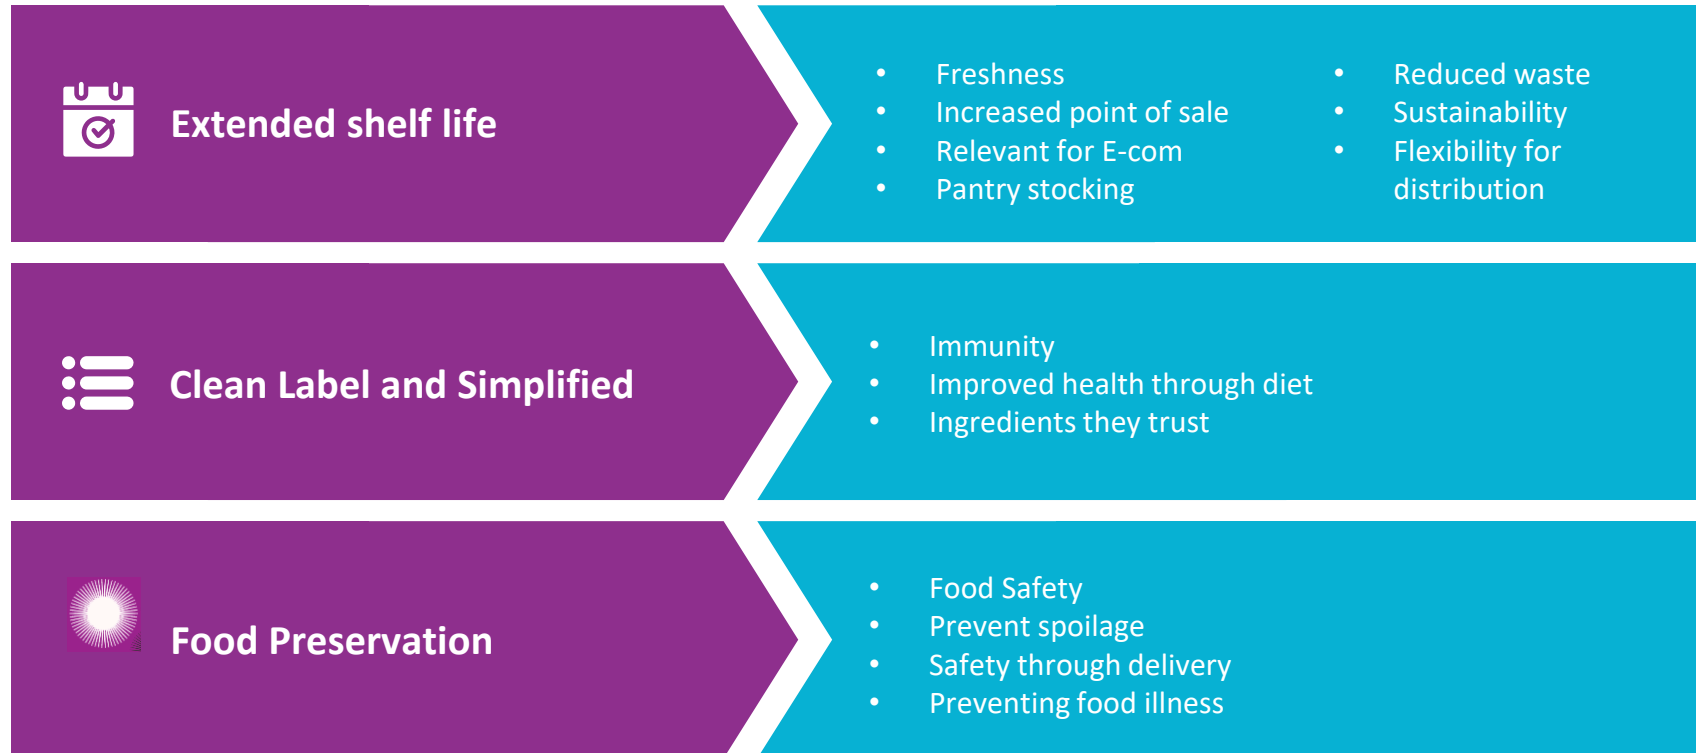 Extended shelf life
• Freshness
• Increased point of sale
• Relevant for E-com
• Pantry stocking
• Reduced waste
• Sustainability
• Flexibility for
distribution
Clean Label and Simplified
• Immunity
• Improved health through diet
• Ingredients they trust
Food Preservation
• Food Safety
• Prevent spoilage
• Safety through delivery
• Preventing food illness